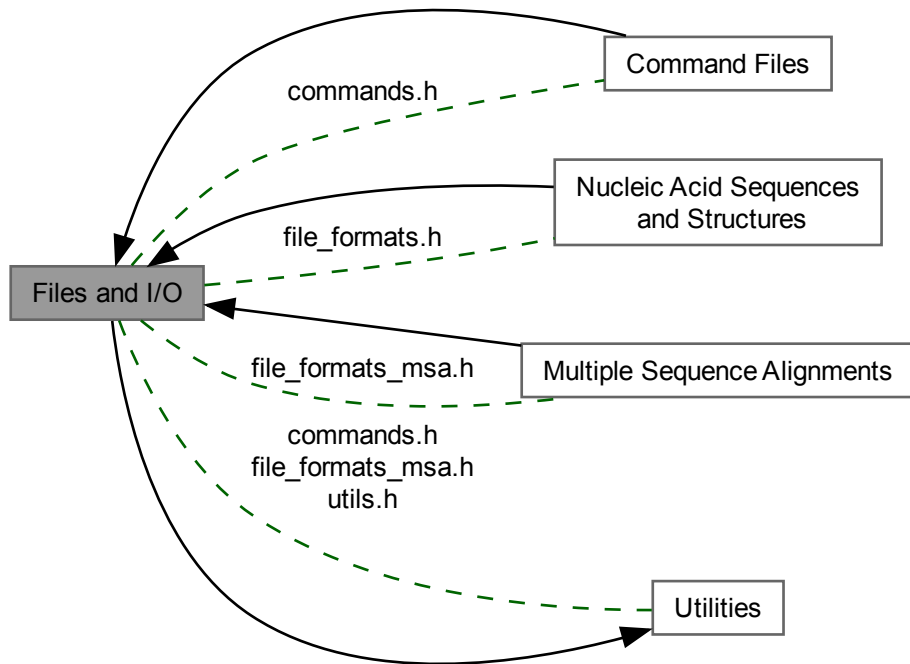 Command Files
commands.h
Nucleic Acid Sequences
and Structures
file_formats.h
Files and I/O
file_formats_msa.h
Multiple Sequence Alignments
commands.h
file_formats_msa.h
utils.h
Utilities